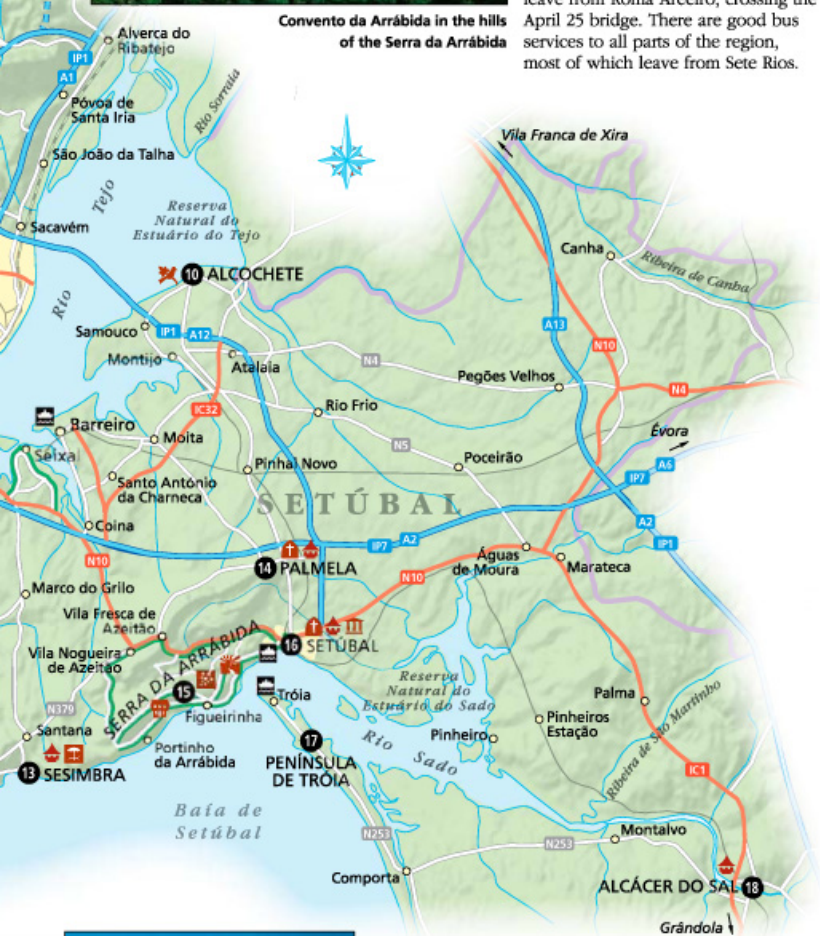 leave from Roma Areeiro, crossing the
April 25 bridge. There are good bus
services to all parts of the region,
most of which leave from Sete Rios.
Convento da Arrábida in the hills
of the Serra da Arrábida
Alverca do
Ribatejo
IP1
A1
Póvoa de
Santa Iria
Rio Sorraia
São João da Talha
Vila Franca de Xira
Tejo
Reserva
Natural do
Estuário do Tejo
Sacavém
Canha
Ribeira de Canha
10 ALCOCHETE
Rio
Samouco
IP1
A12
A13
N10
Montijo
Atalaia
N4
Pegões Velhos
N4
IC32
Rio Frio
Barreiro
Moita
N5
Évora
Seixal
Pinhal Novo
Poceirão
A6
IP7
Santo António
da Charneca
SETÚBAL
Coina
A2
IP1
IP7
A2
N10
14 PALMELA
Águas
de Moura
Marateca
N10
Marco do Grilo
Vila Fresca de
Azeitão
16 SETÚBAL
Vila Nogueira
de Azeitão
SERRA DA ARRÁBIDA
15
Reserva
Natural do
Estuário do Sado
Tróia
Palma
N379
Figueirinha
Pinheiros
Estação
Ribeira de São Martinho
Santana
Portinho
da Arrábida
17
PENÍNSULA
DE TRÓIA
Rio Sado
Pinheiro
13 SESIMBRA
IC1
Baía de
Setúbal
N253
N253
Montalvo
Comporta
ALCÁCER DO SAL 18
Grândola